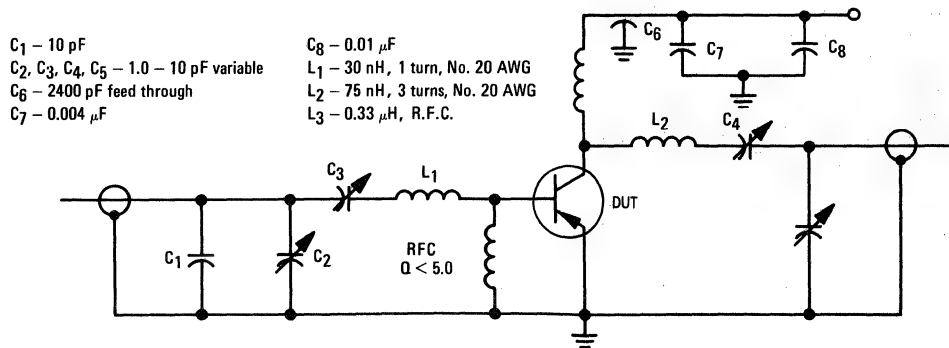 C₁ – 10 pF
C₂, C₃, C₄, C₅ – 1.0 – 10 pF variable
C₆ – 2400 pF feed through
C₇ – 0.004 μF
C₈ – 0.01 μF
L₁ – 30 nH, 1 turn, No. 20 AWG
L₂ – 75 nH, 3 turns, No. 20 AWG
L₃ – 0.33 μH, R.F.C.
C₆
C₇
C₈
L₂
C₄
C₃
L₁
DUT
C₁
C₂
RFC
Q < 5.0